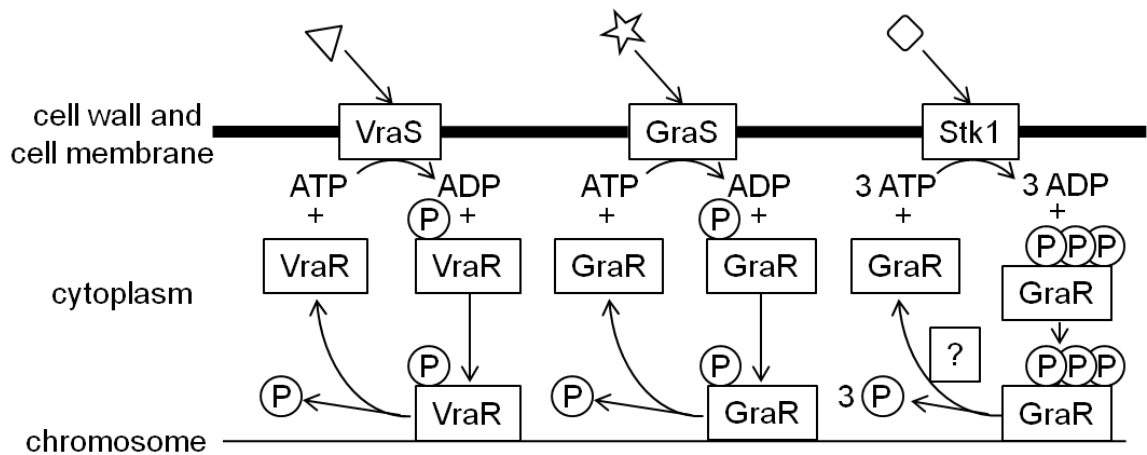 cell wall and
cell membrane
VraS
GraS
Stk1
ATP
ADP
ATP
ADP
3 ATP
3 ADP
+
P
+
+
P
+
+
+
VraR
VraR
GraR
GraR
GraR
P
P
P
GraR
cytoplasm
?
P
P
P
P
P
P
P
3 P
VraR
GraR
GraR
chromosome